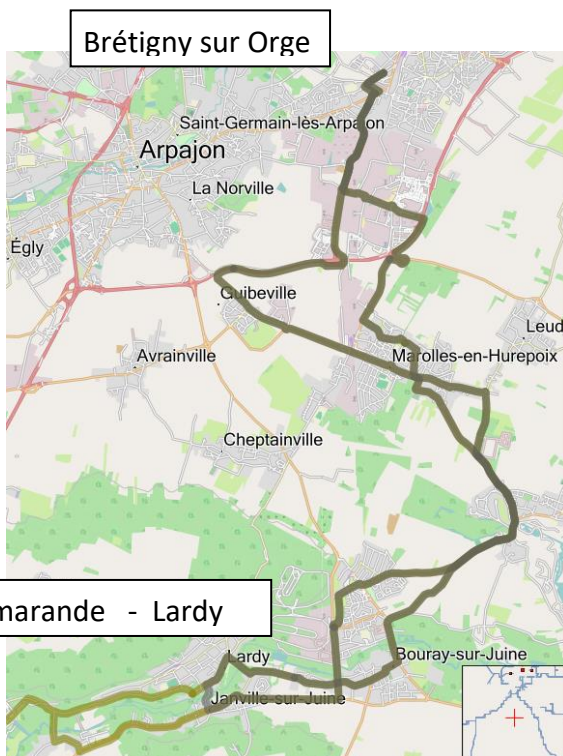 Brétigny sur Orge
Saint-Germain-lès-Arpajon
Arpajon
La Norville
Égly
Guibeville
Leud
Avrainville
Marolles-en-Hurepoix
Cheptainville
marande - Lardy
Lardy
Bouray-sur-Juine
Janville-sur-Juine